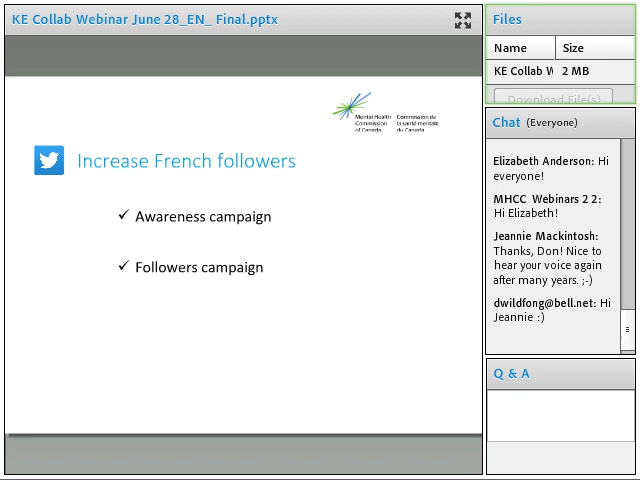 KE Collab Webinar June 28_EN_ Final.pptx
Mental Health Commission de
Commission la santé mentale
of Canada du Canada
Increase French followers
✓ Awareness campaign
✓ Followers campaign
Files
Name Size
KE Collab W 2 MB
Download File(s)
Chat (Everyone)
Elizabeth Anderson: Hi
everyone!
MHCC Webinars 2 2:
Hi Elizabeth!
Jeannie Mackintosh:
Thanks, Don! Nice to
hear your voice again
after many years. ;-)
dwildfong@bell.net: Hi
Jeannie :)
Q & A